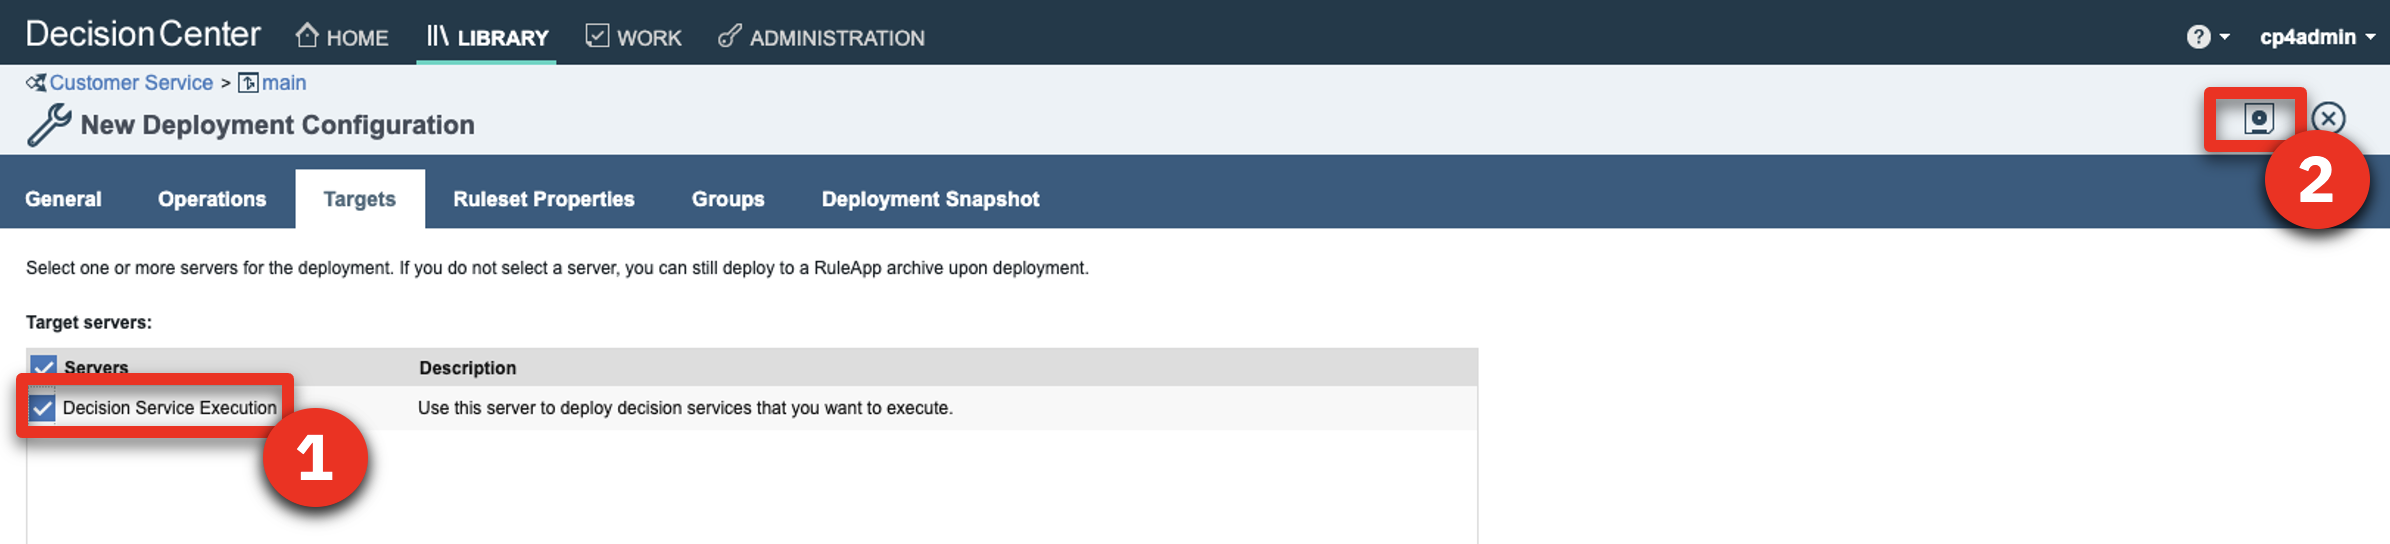 Decision Center HOME LIBRARY WORK ADMINISTRATION ? cp4admin
Customer Service > main
New Deployment Configuration
2
General Operations Targets Ruleset Properties Groups Deployment Snapshot
Select one or more servers for the deployment. If you do not select a server, you can still deploy to a RuleApp archive upon deployment.
Target servers:
Servers Description
Decision Service Execution Use this server to deploy decision services that you want to execute.
1